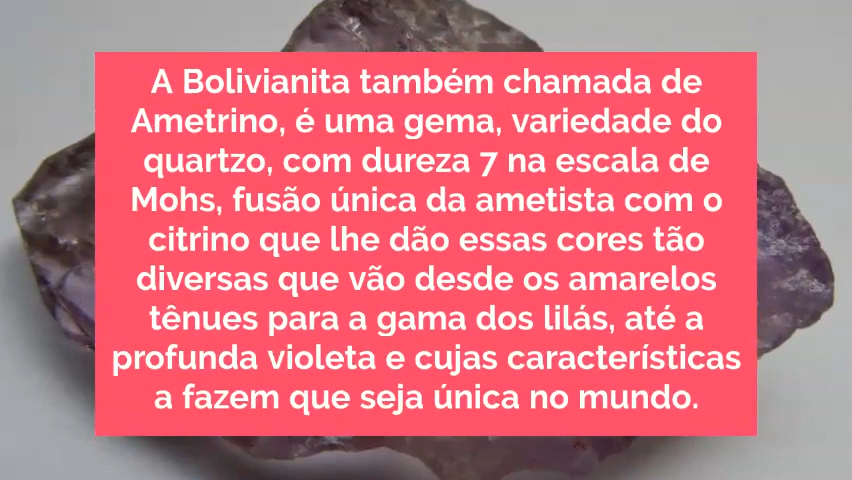 A Bolivianita também chamada de
Ametrino, é uma gema, variedade do
quartzo, com dureza 7 na escala de
Mohs, fusão única da ametista com o
citrino que lhe dão essas cores tão
diversas que vão desde os amarelos
tênues para a gama dos lilás, até a
profunda violeta e cujas características
a fazem que seja única no mundo.